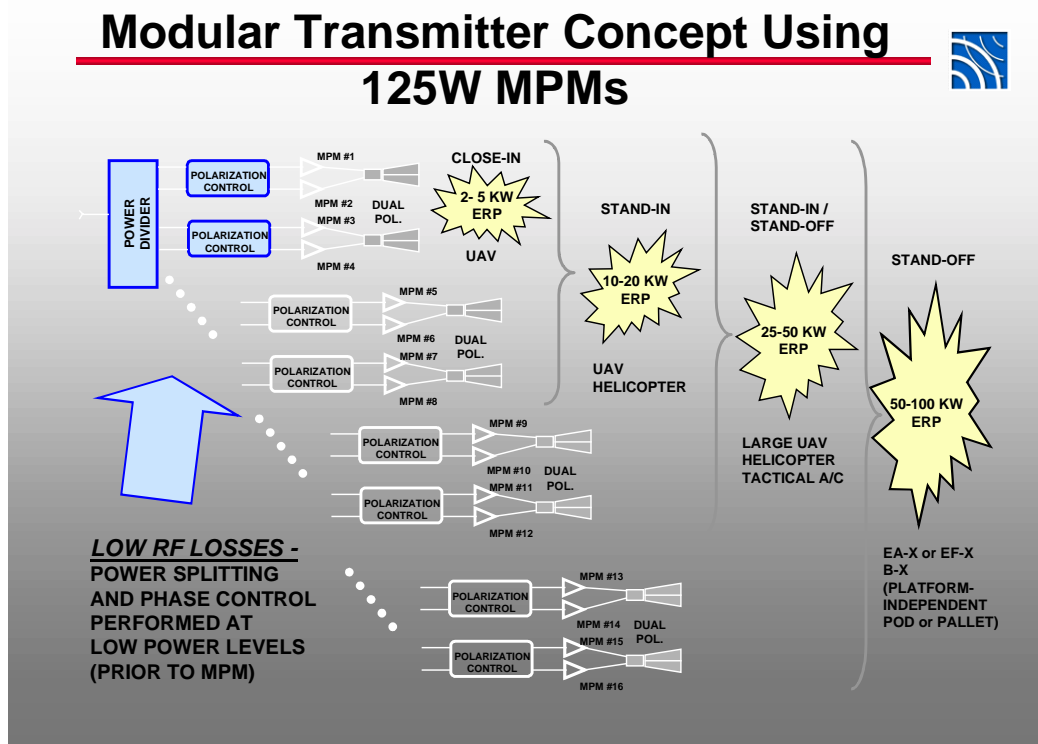 Modular Transmitter Concept Using
125W MPMs
POWER
DIVIDER
POLARIZATION
CONTROL
MPM #1
MPM #2
DUAL
POL.
POLARIZATION
CONTROL
MPM #3
MPM #4
CLOSE-IN
2- 5 KW
ERP
UAV
POLARIZATION
CONTROL
MPM #5
MPM #6
DUAL
POL.
POLARIZATION
CONTROL
MPM #7
MPM #8
STAND-IN
10-20 KW
ERP
UAV
HELICOPTER
POLARIZATION
CONTROL
MPM #9
MPM #10
DUAL
POL.
POLARIZATION
CONTROL
MPM #11
MPM #12
STAND-IN /
STAND-OFF
25-50 KW
ERP
LARGE UAV
HELICOPTER
TACTICAL A/C
POLARIZATION
CONTROL
MPM #13
MPM #14
DUAL
POL.
POLARIZATION
CONTROL
MPM #15
MPM #16
STAND-OFF
50-100 KW
ERP
EA-X or EF-X
B-X
(PLATFORM-
INDEPENDENT
POD or PALLET)
LOW RF LOSSES -
POWER SPLITTING
AND PHASE CONTROL
PERFORMED AT
LOW POWER LEVELS
(PRIOR TO MPM)